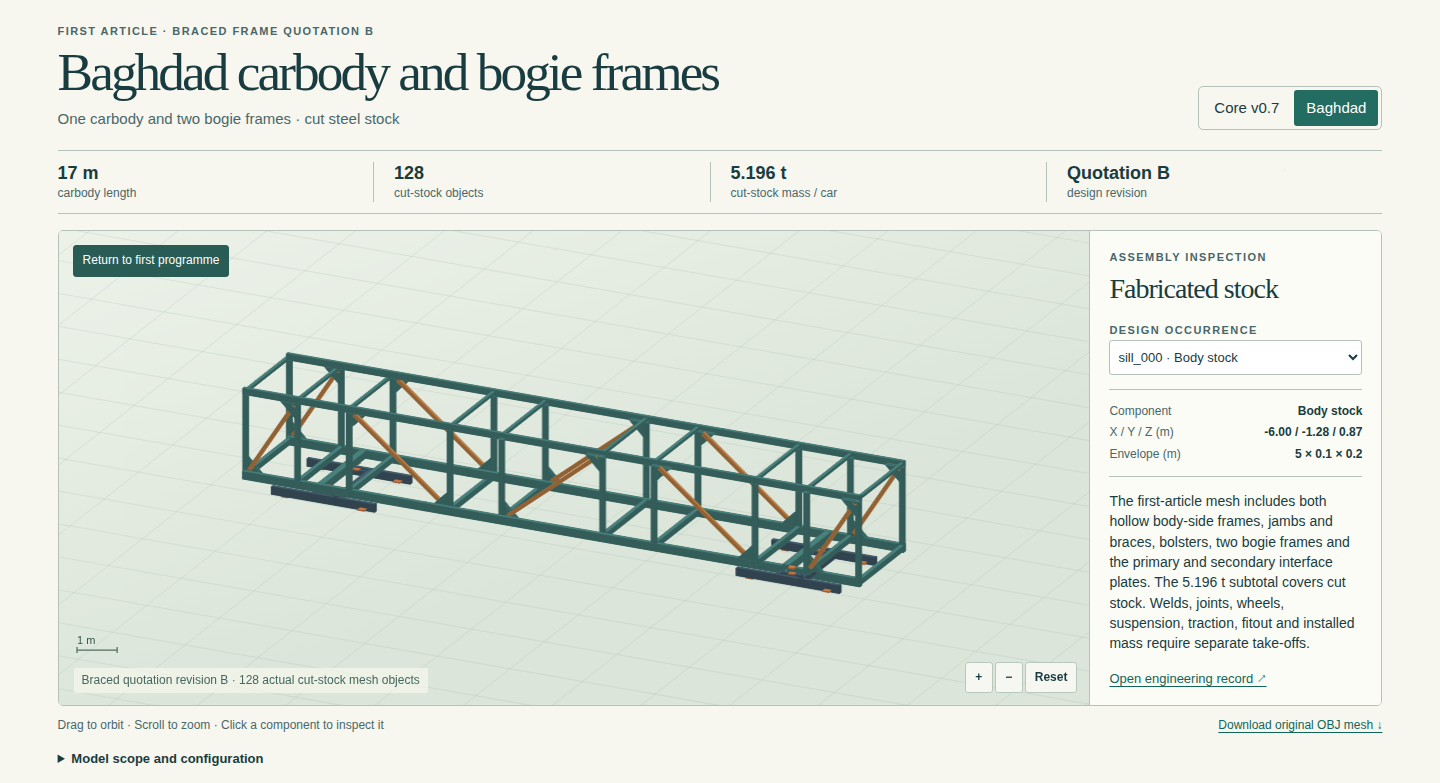 FIRST ARTICLE · BRACED FRAME QUOTATION B
Baghdad carbody and bogie frames
One carbody and two bogie frames · cut steel stock
Core v0.7
Baghdad
17 m
carbody length
128
cut-stock objects
5.196 t
cut-stock mass / car
Quotation B
design revision
Return to first programme
1 m
Braced quotation revision B · 128 actual cut-stock mesh objects
+
−
Reset
ASSEMBLY INSPECTION
Fabricated stock
DESIGN OCCURRENCE
sill_000 · Body stock
Component Body stock
X / Y / Z (m) -6.00 / -1.28 / 0.87
Envelope (m) 5 × 0.1 × 0.2
The first-article mesh includes both
hollow body-side frames, jambs and
braces, bolsters, two bogie frames and
the primary and secondary interface
plates. The 5.196 t subtotal covers cut
stock. Welds, joints, wheels,
suspension, traction, fitout and installed
mass require separate take-offs.
Open engineering record ↗
Drag to orbit · Scroll to zoom · Click a component to inspect it
Download original OBJ mesh ↓
▶ Model scope and configuration